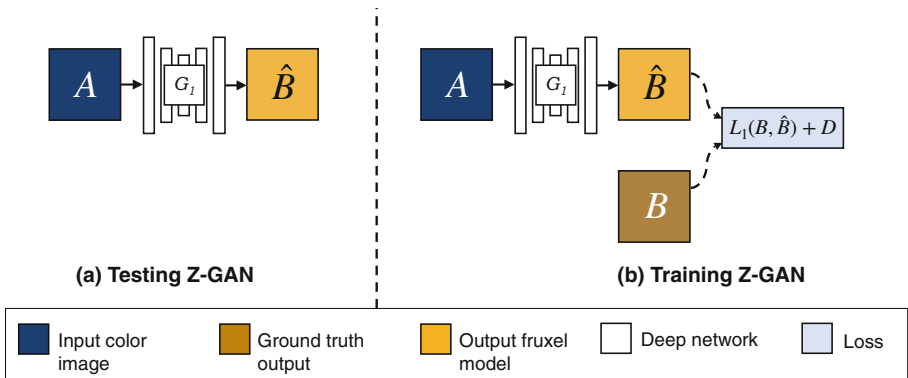 A
G₁
B̂
A
G₁
B̂
L₁(B, B̂) + D
B
(a) Testing Z-GAN
(b) Training Z-GAN
Input color
image
Ground truth
output
Output fruxel
model
Deep network
Loss